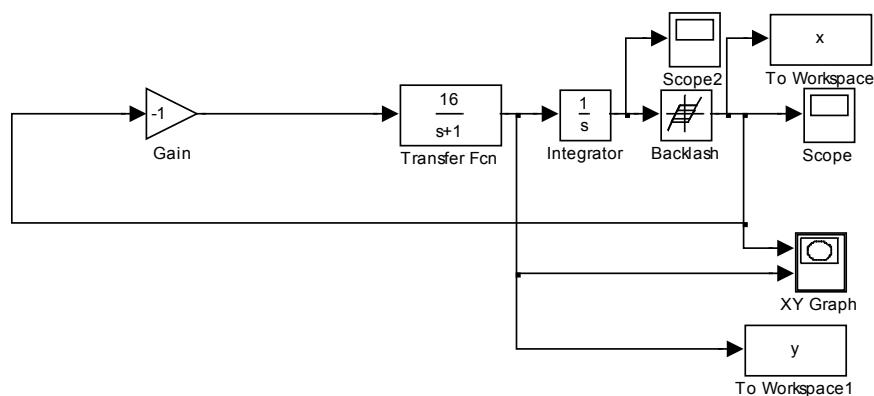 x
Scope2
To Workspace
-1
16
s+1
1
s
Gain
Transfer Fcn
Integrator
Backlash
Scope
XY Graph
y
To Workspace1